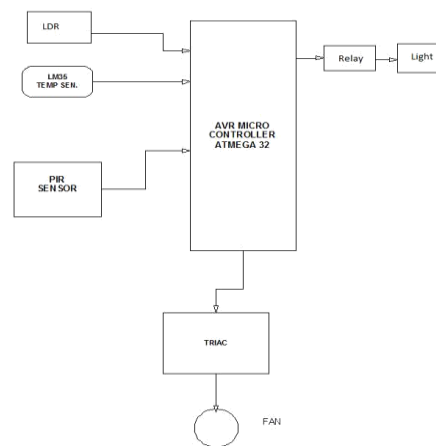 LDR
LM35
TEMP SEN.
PIR
SENSOR
AVR MICRO
CONTROLLER
ATMEGA 32
Relay
Light
TRIAC
FAN